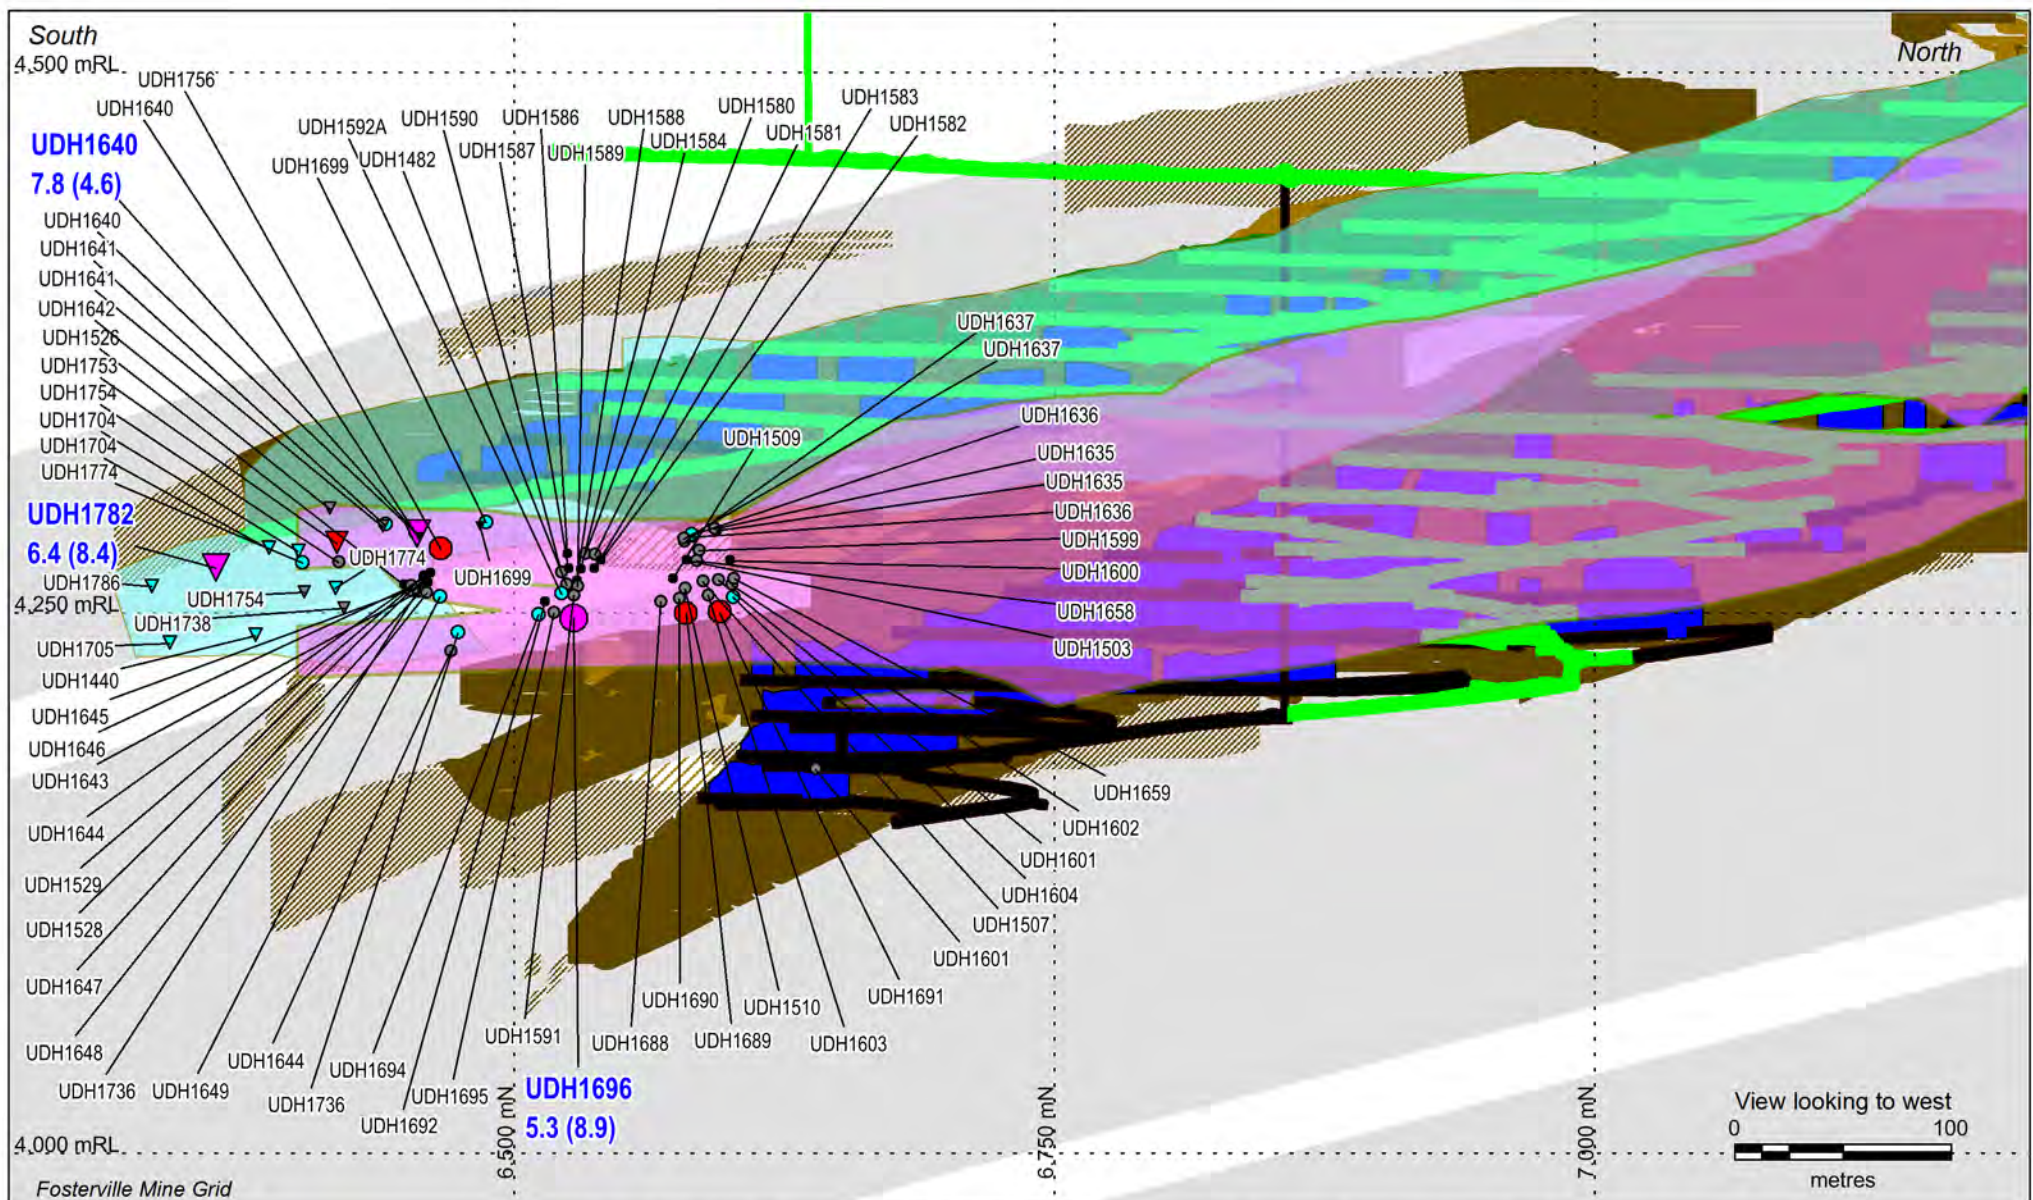 South
North
4,500 mRL
UDH1756
UDH1640
UDH1640
7.8 (4.6)
UDH1592A
UDH1590
UDH1586
UDH1588
UDH1580
UDH1583
UDH1699
UDH1482
UDH1587
UDH1589
UDH1584
UDH1581
UDH1582
UDH1640
UDH1641
UDH1641
UDH1642
UDH1526
UDH1753
UDH1754
UDH1704
UDH1704
UDH1774
UDH1782
6.4 (8.4)
UDH1786
UDH1774
UDH1754
UDH1699
UDH1509
4,250 mRL
UDH1738
UDH1705
UDH1440
UDH1645
UDH1646
UDH1643
UDH1644
UDH1529
UDH1528
UDH1647
UDH1648
UDH1736
UDH1649
UDH1644
UDH1736
UDH1694
UDH1692
UDH1695
UDH1591
UDH1696
5.3 (8.9)
UDH1688
UDH1690
UDH1689
UDH1510
UDH1603
UDH1691
UDH1601
UDH1507
UDH1604
UDH1601
UDH1602
UDH1659
UDH1637
UDH1637
UDH1636
UDH1635
UDH1635
UDH1636
UDH1599
UDH1600
UDH1658
UDH1503
4,000 mRL
6,500 mN
6,750 mN
7,000 mN
View looking to west
0 100
metres
Fosterville Mine Grid